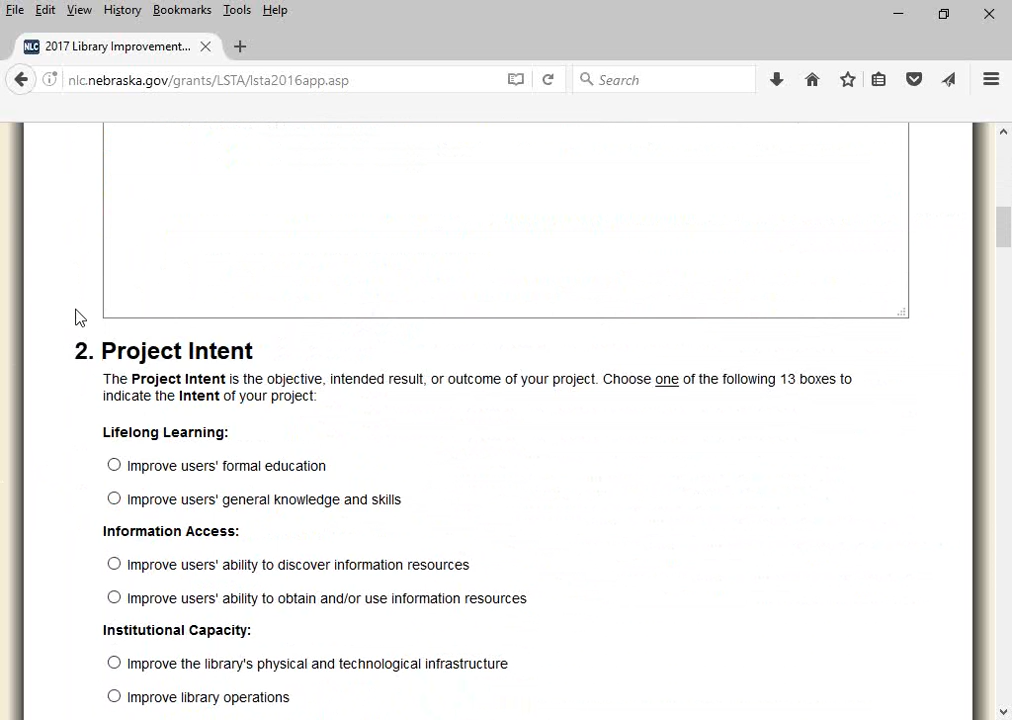 File Edit View History Bookmarks Tools Help
NLC 2017 Library Improvement...
nlc.nebraska.gov/grants/LSTA/lsta2016app.asp
Search
2. Project Intent
The Project Intent is the objective, intended result, or outcome of your project. Choose one of the following 13 boxes to
indicate the Intent of your project:
Lifelong Learning:
Improve users' formal education
Improve users' general knowledge and skills
Information Access:
Improve users' ability to discover information resources
Improve users' ability to obtain and/or use information resources
Institutional Capacity:
Improve the library's physical and technological infrastructure
Improve library operations